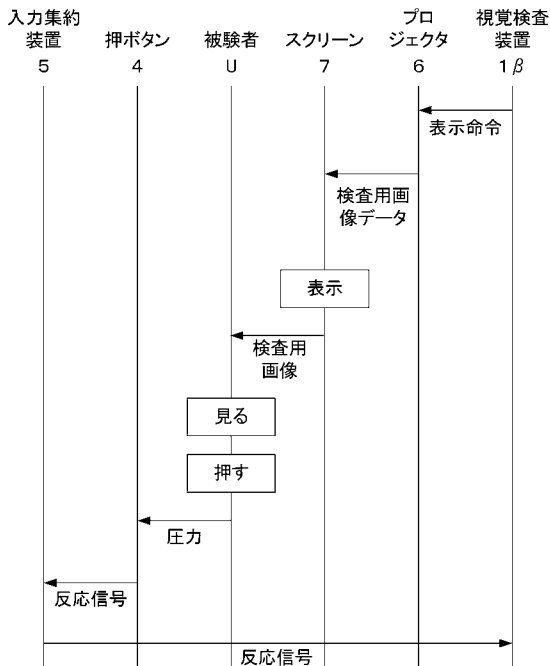 入力集約
装置
5
押ボタン
4
被験者
U
スクリーン
7
プロ
ジェクタ
6
視覚検査
装置
1β
表示命令
検査用画
像データ
表示
検査用
画像
見る
押す
圧力
反応信号
反応信号